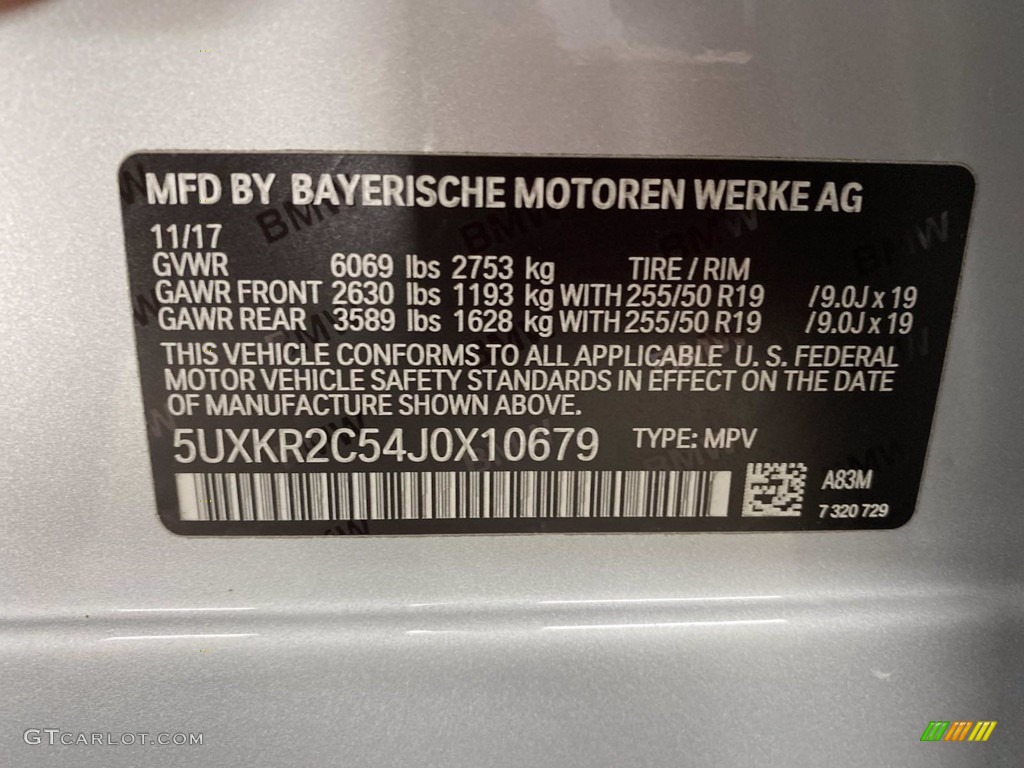 MFD BY BAYERISCHE MOTOREN WERKE AG
11/17
GVWR 6069 lbs 2753 kg TIRE / RIM
GAWR FRONT 2630 lbs 1193 kg WITH 255/50 R19 /9.0J x 19
GAWR REAR 3589 lbs 1628 kg WITH 255/50 R19 /9.0J x 19
THIS VEHICLE CONFORMS TO ALL APPLICABLE U. S. FEDERAL
MOTOR VEHICLE SAFETY STANDARDS IN EFFECT ON THE DATE
OF MANUFACTURE SHOWN ABOVE.
5UXKR2C54J0X10679 TYPE: MPV
A83M
7 320 729
GTCARLOT.COM